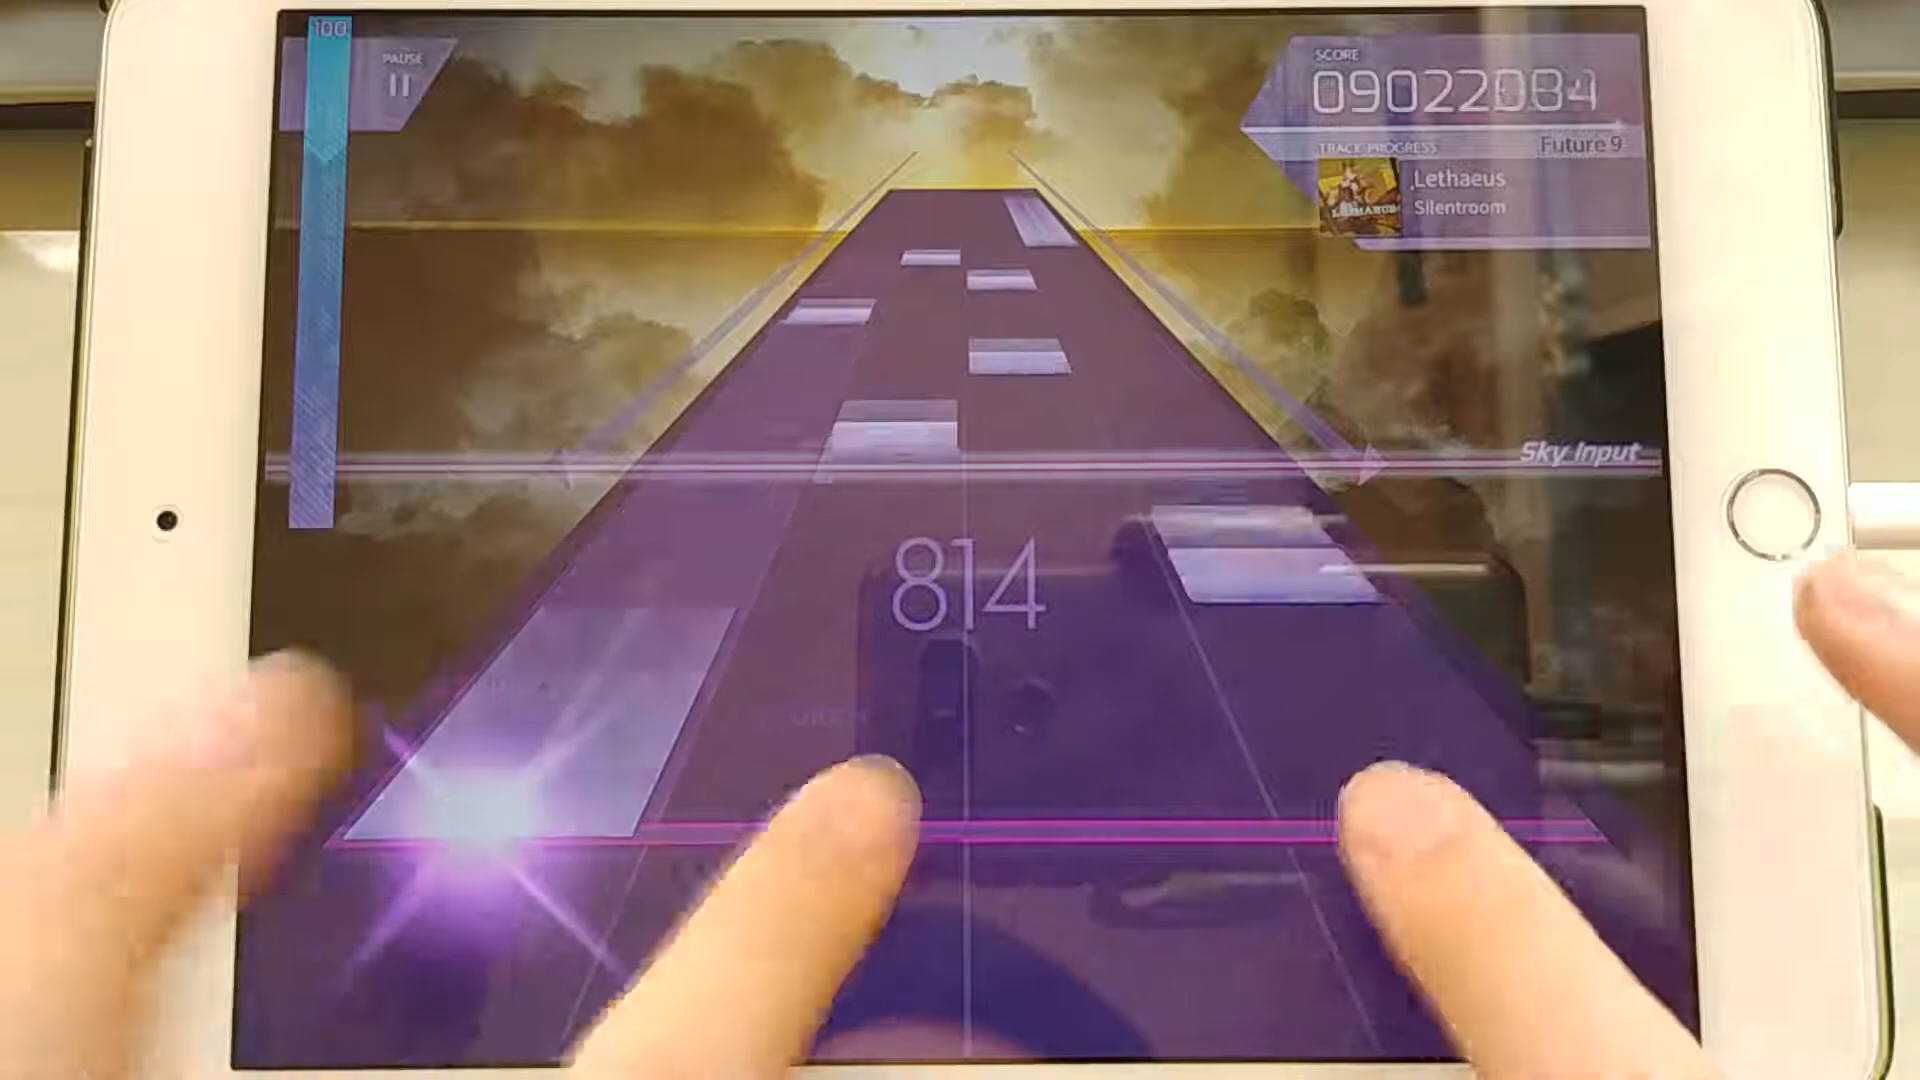 100
PAUSE
SCORE
09022084
TRACK PROGRESS
Future 9
Lethaeus
Silentroom
Sky Input
814